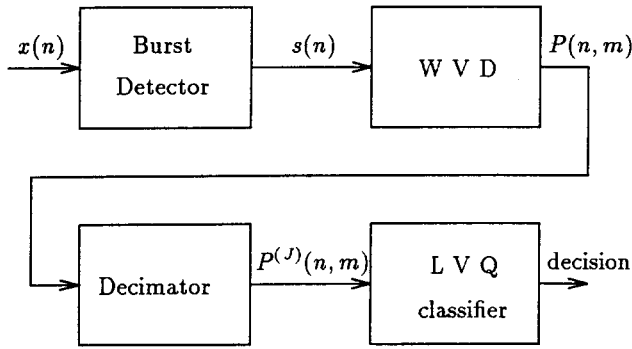 x(n)
Burst
Detector
s(n)
W V D
P(n, m)
Decimator
P^{(J)}(n, m)
L V Q
classifier
decision